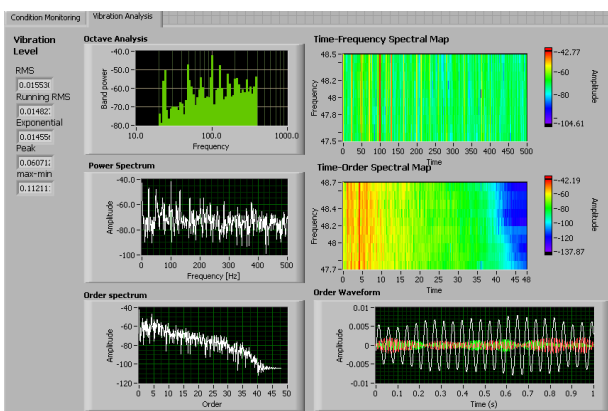 Condition Monitoring Vibration Analysis
Vibration Level
RMS
0.01553
Running RMS
0.01482
Exponential
0.01455
Peak
0.06071
max-min
0.11211
Octave Analysis
Band power
-40.0
-50.0
-60.0
-70.0
-80.0
10.0 100.0 1000.0
Frequency
Power Spectrum
Amplitude
-40.0
-60.0
-80.0
-100
0 100 200 300 400 500
Frequency [Hz]
Order spectrum
Amplitude
-40
-60
-80
-100
-120
0 5 10 15 20 25 30 35 40 45 50
Order
Time-Frequency Spectral Map
Frequency
48.5
48.2
48
47.8
47.5
0 50 100 150 200 250 300 350 400 450 500
Time
-42.77
-60
-80
-104.61
Amplitude
Time-Order Spectral Map
Frequency
48.7
48.4
48.2
48
47.7
0 5 10 15 20 25 30 35 40 45 48
Time
-42.19
-60
-80
-100
-120
-137.87
Amplitude
Order Waveform
Amplitude
0.01
0.005
0
-0.005
-0.01
0 0.1 0.2 0.3 0.4 0.5 0.6 0.7 0.8 0.9 1
Time (s)